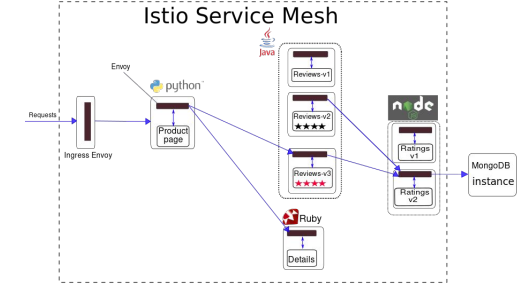 Istio Service Mesh
Java
Envoy
python
Reviews-v1
node
Requests
Reviews-v2
Product
page
Ratings
v1
Ingress Envoy
MongoDB
instance
Reviews-v3
Ratings
v2
Ruby
Details